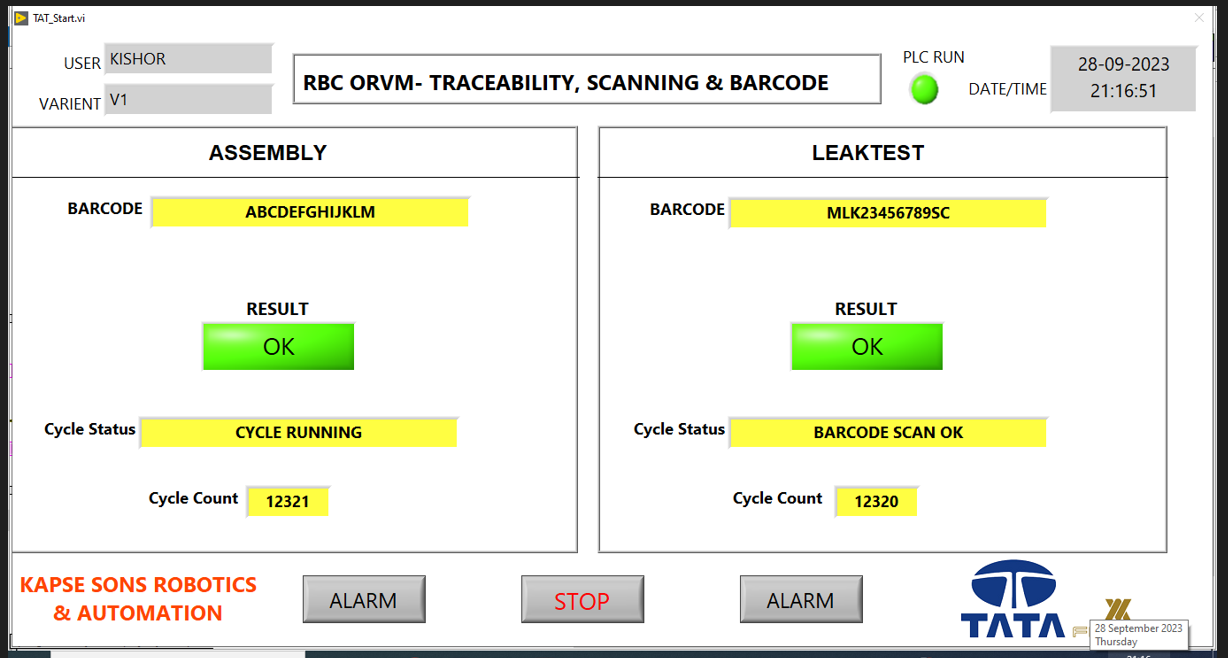 TAT_Start.vi
USER KISHOR
VARIENT V1
RBC ORVM- TRACEABILITY, SCANNING & BARCODE
PLC RUN
DATE/TIME
28-09-2023
21:16:51
ASSEMBLY
BARCODE ABCDEFGHIJKLM
RESULT
OK
Cycle Status CYCLE RUNNING
Cycle Count 12321
LEAKTEST
BARCODE MLK23456789SC
RESULT
OK
Cycle Status BARCODE SCAN OK
Cycle Count 12320
KAPSE SONS ROBOTICS
& AUTOMATION
ALARM
STOP
ALARM
TATA
28 September 2023
Thursday